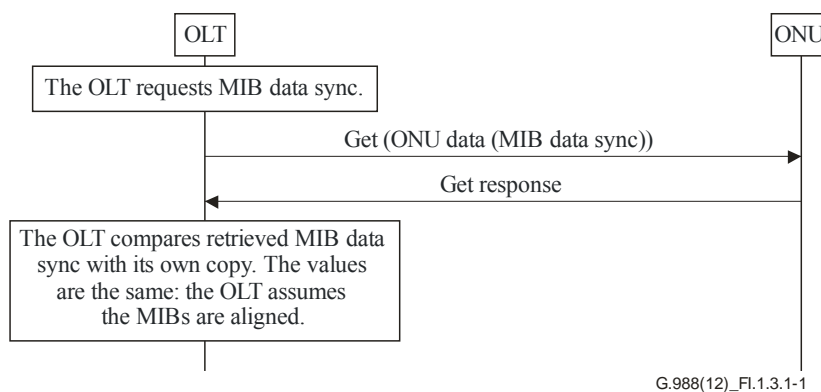 OLT
ONU
The OLT requests MIB data sync.
Get (ONU data (MIB data sync))
Get response
The OLT compares retrieved MIB data
sync with its own copy. The values
are the same: the OLT assumes
the MIBs are aligned.
G.988(12)_FI.1.3.1-1